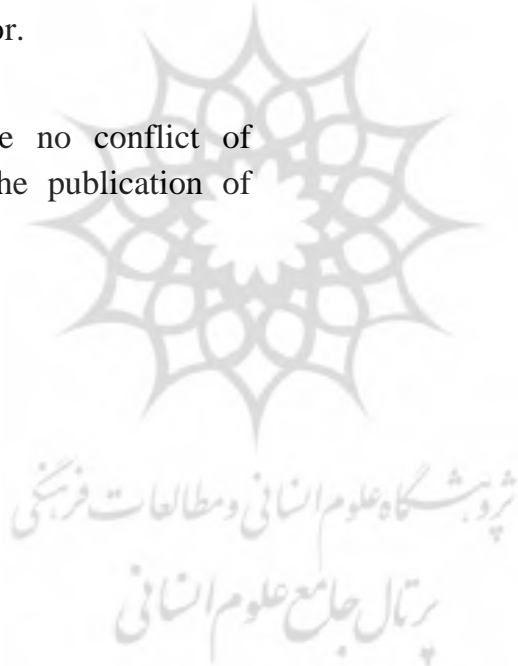 or.
e no conflict of
he publication of
پژوهشگاه علوم انسانی و مطالعات فرهنگی
پرتال جامع علوم انسانی